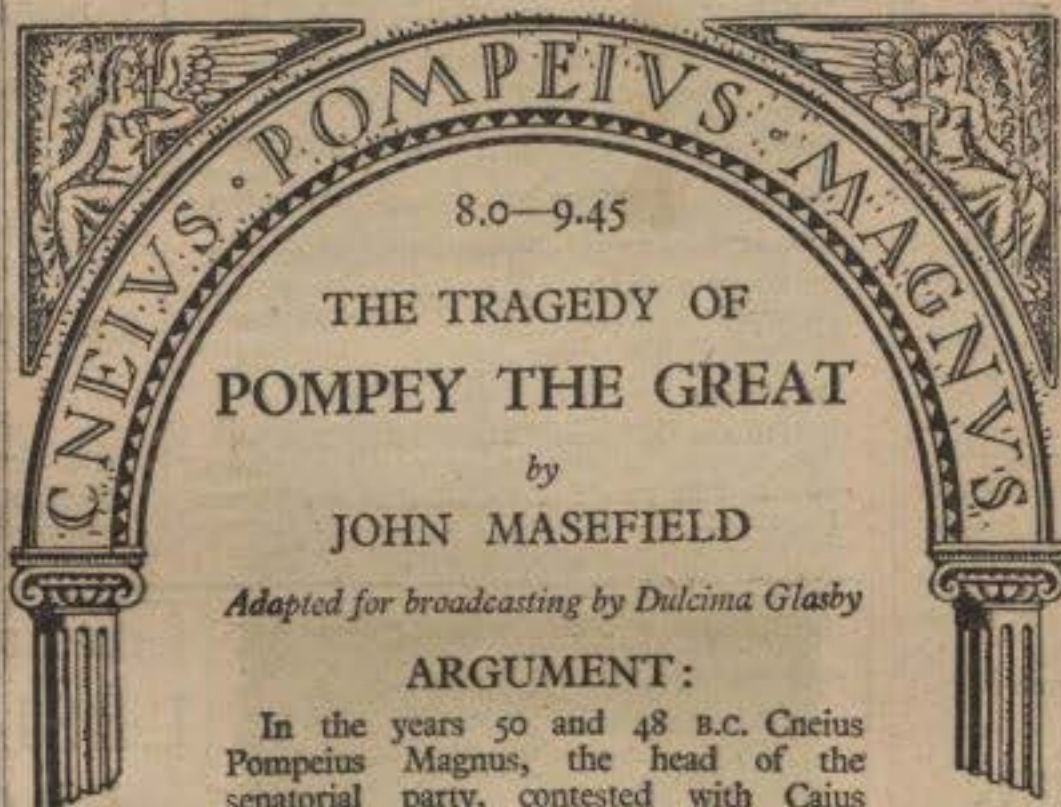 CNEIVS · POMPEIVS · MAGNVS
8.0—9.45
THE TRAGEDY OF
POMPEY THE GREAT
by
JOHN MASEFIELD
Adapted for broadcasting by Dulcima Glasby
ARGUMENT:
In the years 50 and 48 B.C. Cneius
Pompeius Magnus, the head of the
senatorial party, contested with Caius